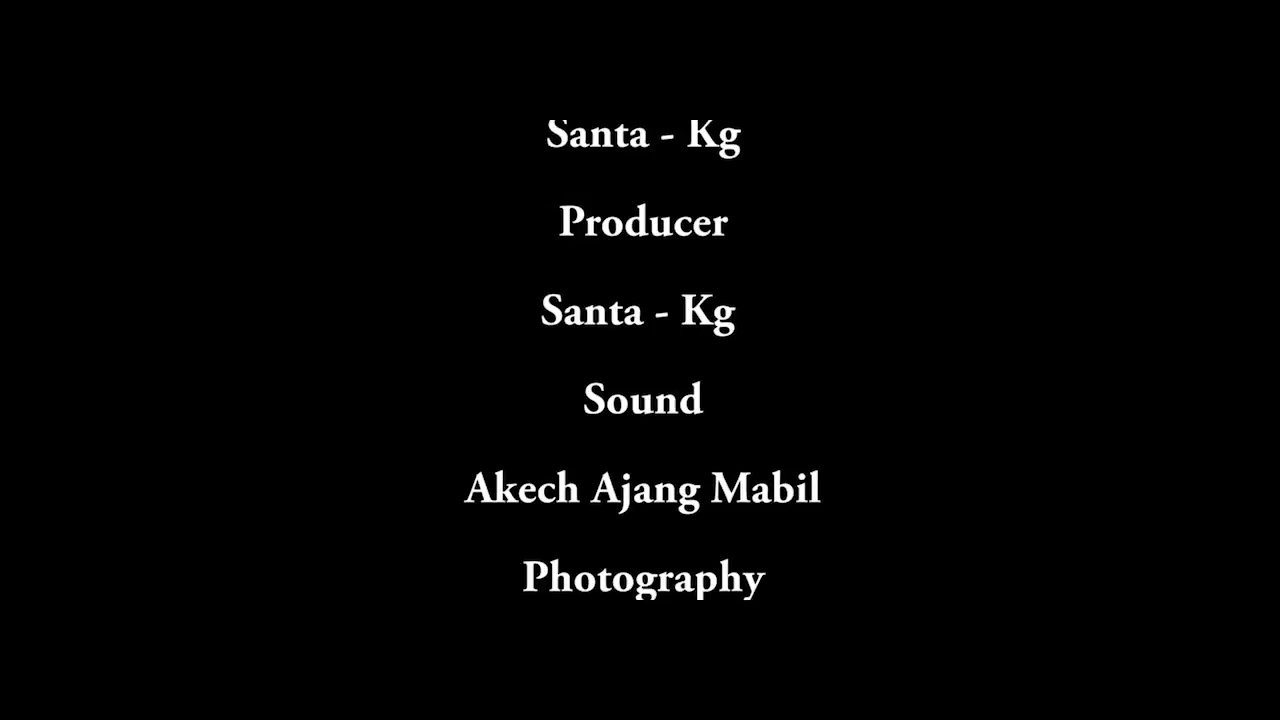 Santa - Kg
Producer
Santa - Kg
Sound
Akech Ajang Mabil
Photography